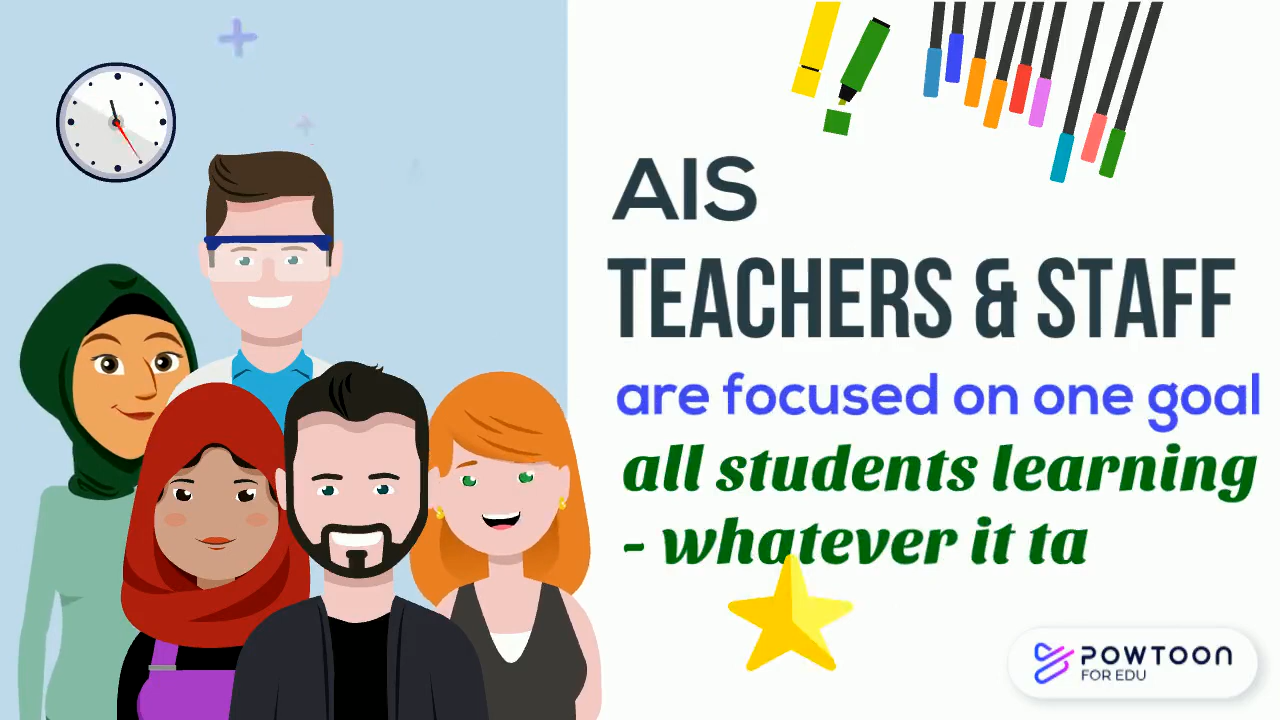 AIS
TEACHERS & STAFF
are focused on one goal
all students learning
- whatever it ta
POWTOON
FOR EDU